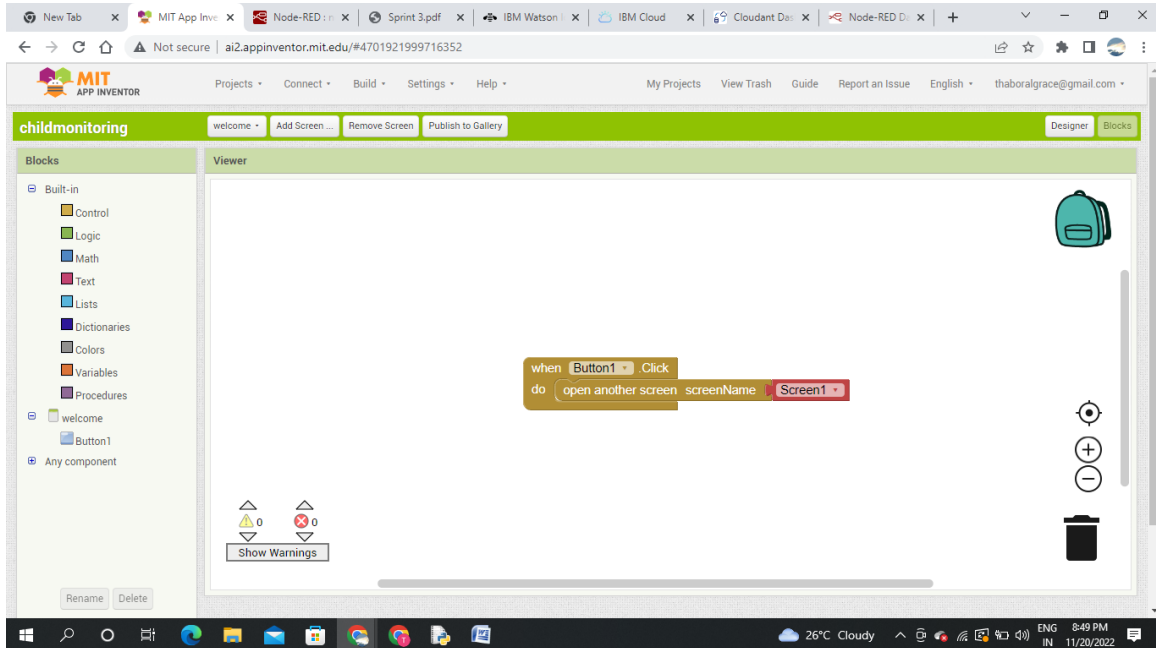 New Tab
MIT App Inve
Node-RED : n
Sprint 3.pdf
IBM Watson I
IBM Cloud
Cloudant Das
Node-RED Da
Not secure | ai2.appinventor.mit.edu/#4701921999716352
MIT
APP INVENTOR
Projects
Connect
Build
Settings
Help
My Projects
View Trash
Guide
Report an Issue
English
thaboralgrace@gmail.com
childmonitoring
welcome
Add Screen ...
Remove Screen
Publish to Gallery
Designer
Blocks
Blocks
Viewer
Built-in
Control
Logic
Math
Text
Lists
Dictionaries
Colors
Variables
Procedures
welcome
Button1
Any component
when Button1 .Click
do open another screen screenName Screen1
0 0
Show Warnings
Rename Delete
26°C Cloudy
ENG
IN
8:49 PM
11/20/2022